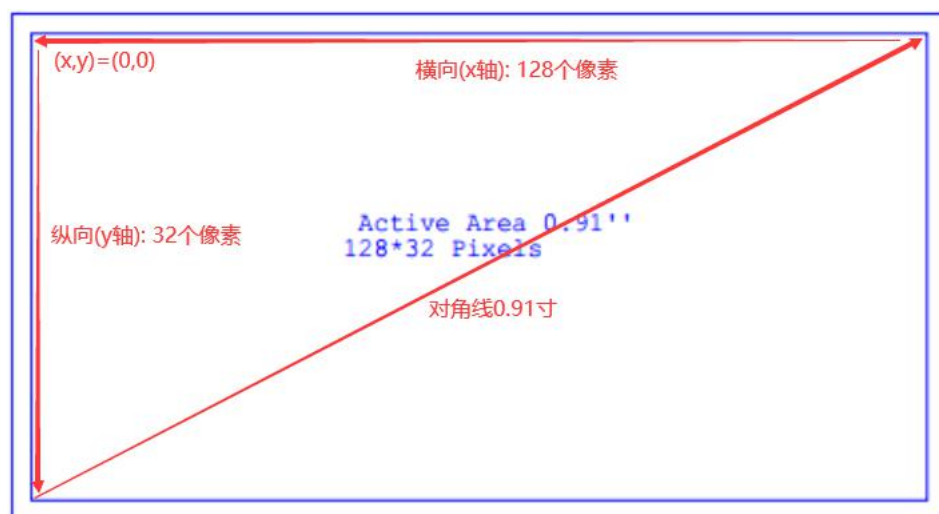 (x,y)=(0,0)
横向(x轴): 128个像素
纵向(y轴): 32个像素
Active Area 0.91''
128*32 Pixels
对角线0.91寸